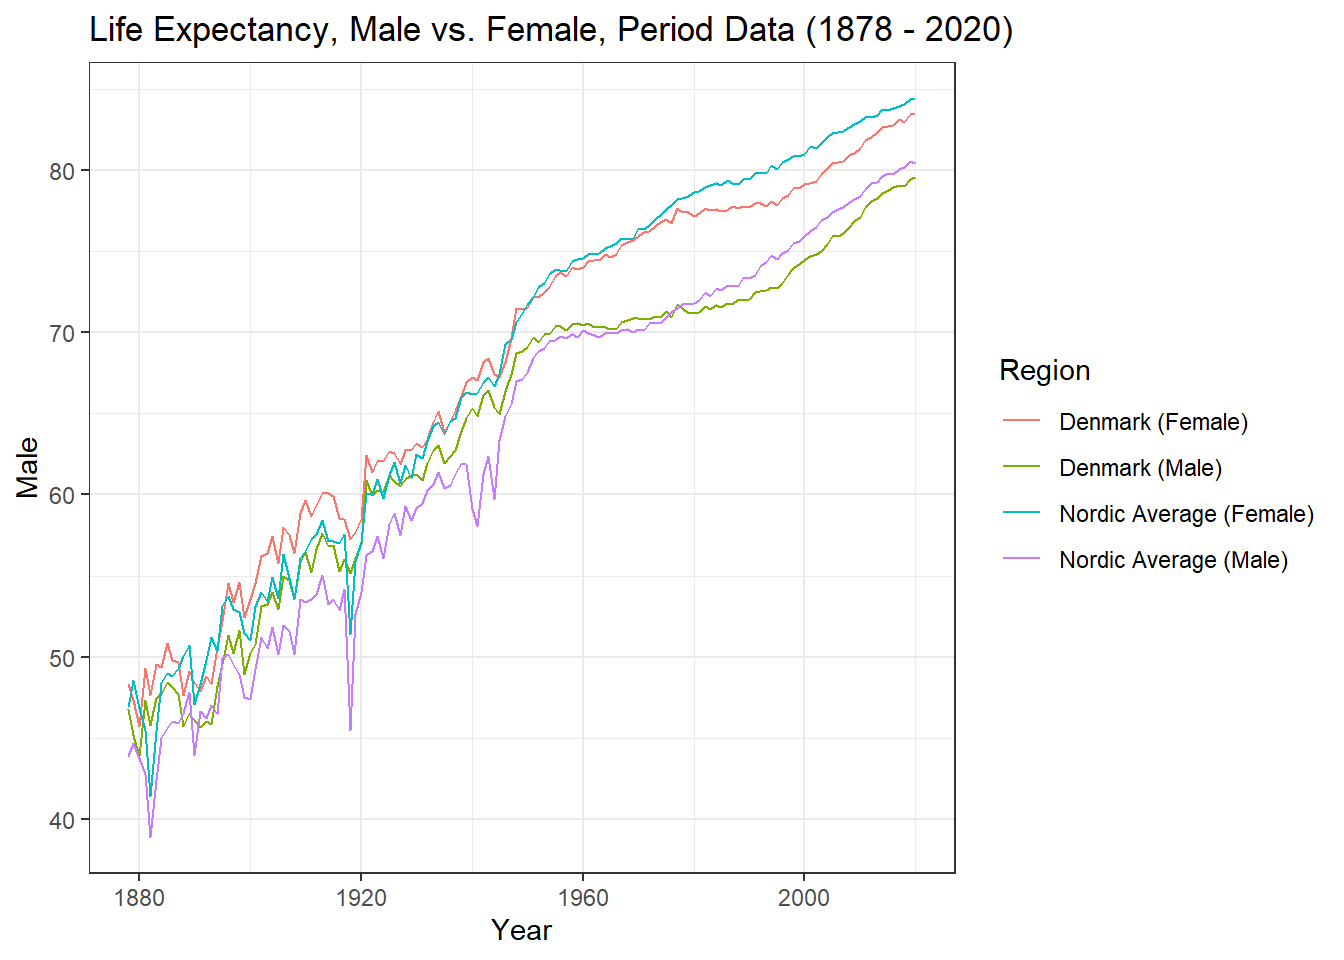 Life Expectancy, Male vs. Female, Period Data (1878 - 2020)
80
70
60
50
40
Male
1880
1920
1960
2000
Year
Region
Denmark (Female)
Denmark (Male)
Nordic Average (Female)
Nordic Average (Male)